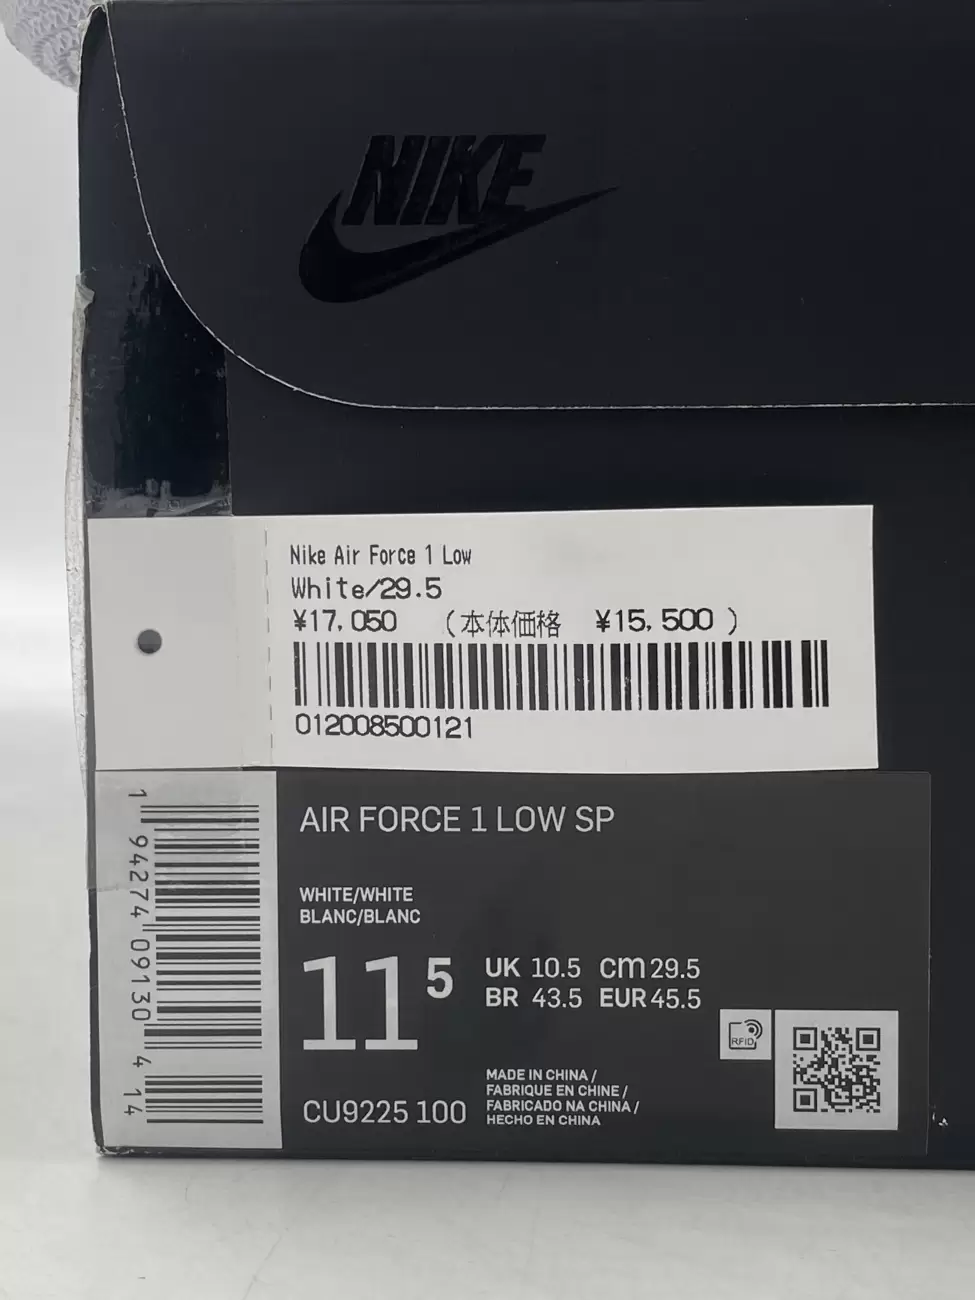 NIKE
Nike Air Force 1 Low
White/29.5
¥17,050 (本体価格 ¥15,500 )
012008500121
1 94274 09130 4 14
AIR FORCE 1 LOW SP
WHITE/WHITE
BLANC/BLANC
11 5
UK 10.5 CM 29.5
BR 43.5 EUR 45.5
RFID
CU9225 100
MADE IN CHINA /
FABRIQUE EN CHINE /
FABRICADO NA CHINA /
HECHO EN CHINA